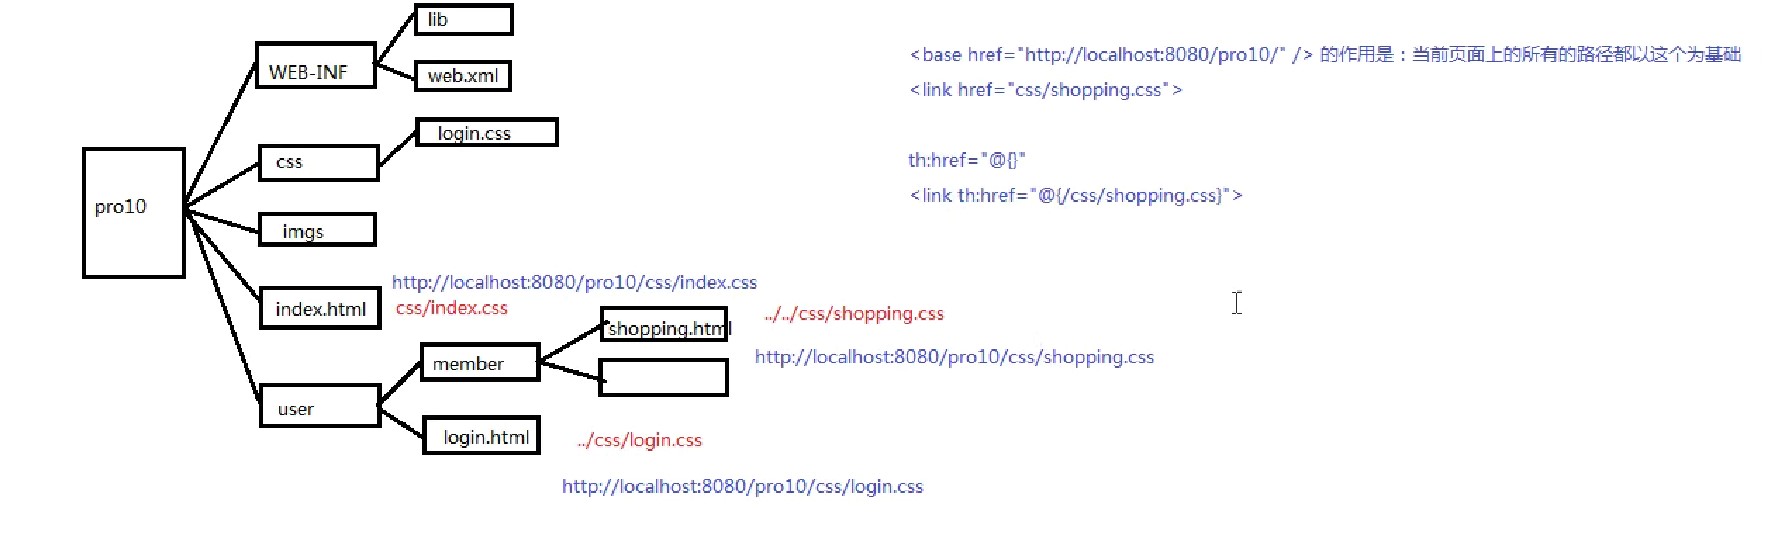 lib
WEB-INF
web.xml
login.css
css
pro10
imgs
http://localhost:8080/pro10/css/index.css
index.html
css/index.css
shopping.html
../../css/shopping.css
http://localhost:8080/pro10/css/shopping.css
member
user
login.html
../css/login.css
http://localhost:8080/pro10/css/login.css
<base href="http://localhost:8080/pro10/" /> 的作用是：当前页面上的所有的路径都以这个为基础
<link href="css/shopping.css">
th:href="@{}"
<link th:href="@{/css/shopping.css}">